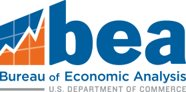 bea
Bureau of Economic Analysis
U.S. DEPARTMENT OF COMMERCE